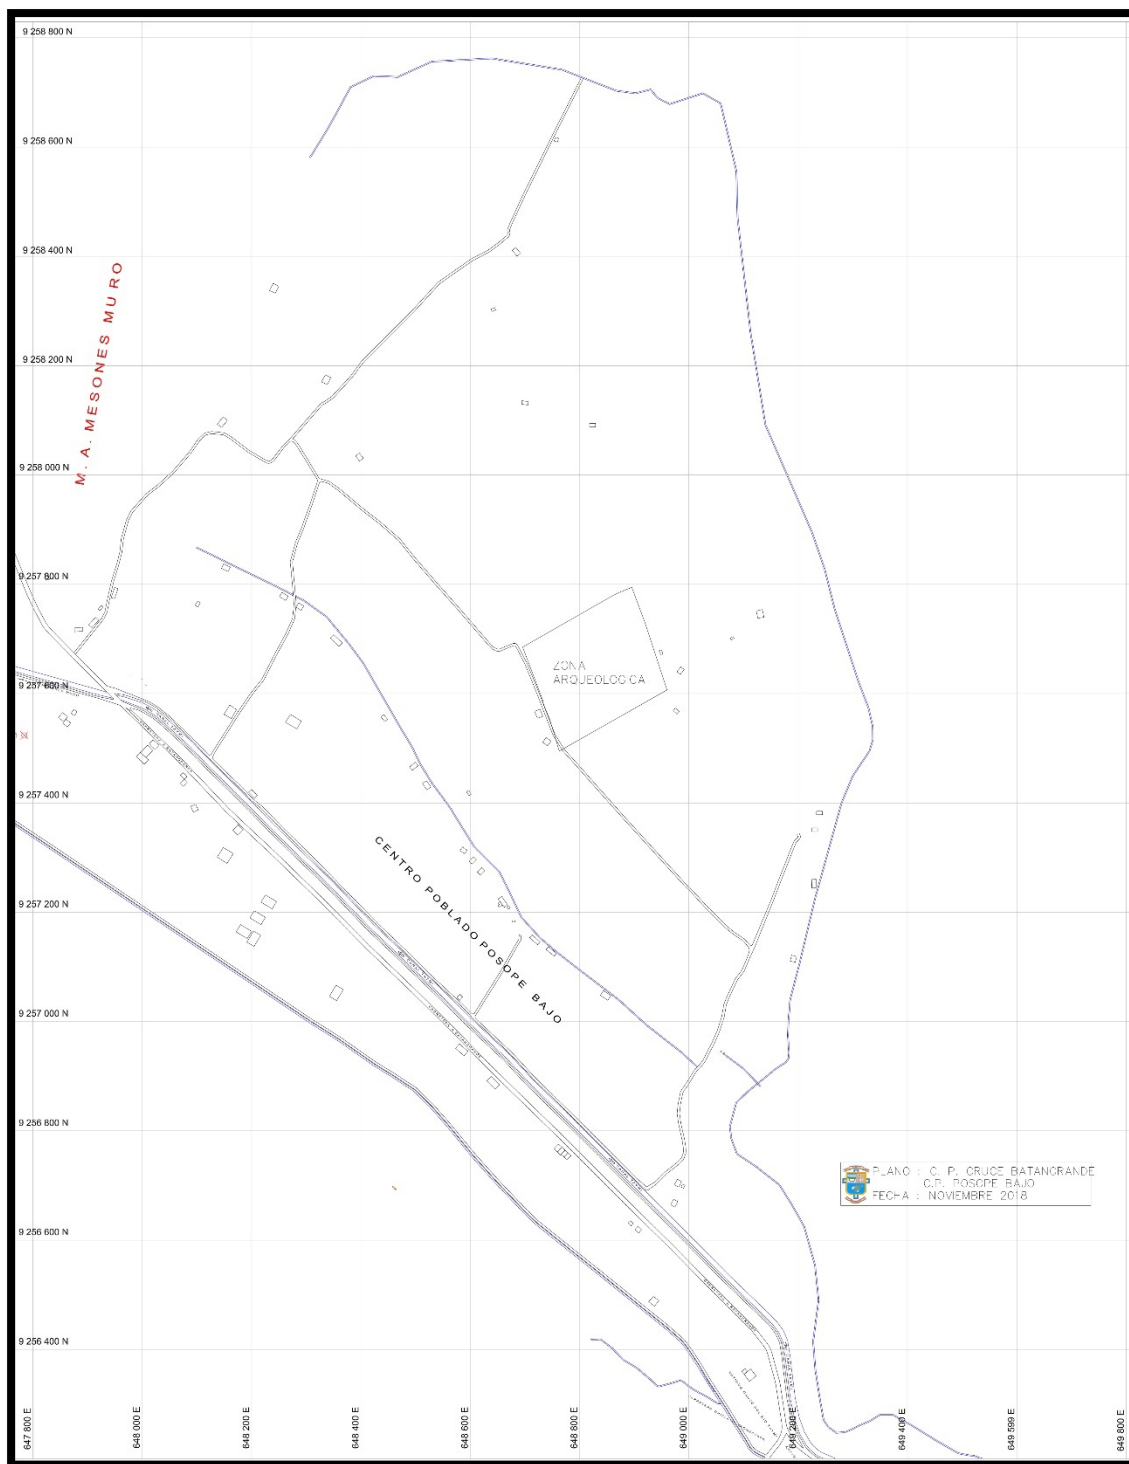 9 258 800 N
9 258 600 N
9 258 400 N
9 258 200 N
9 258 000 N
9 257 800 N
9 257 600 N
9 257 400 N
9 257 200 N
9 257 000 N
9 256 800 N
9 256 600 N
9 256 400 N
M. A. MESONES MURO
ZONA
ARQUEOLOGICA
CENTRO POBLADO POSOPE BAJO
PLANO : C. P. CRUCE BATANGRANDE
C.P. POSOPE BAJO
FECHA : NOVIEMBRE 2018
647 800 E
648 000 E
648 200 E
648 400 E
648 600 E
648 800 E
649 000 E
649 200 E
649 400 E
649 599 E
649 800 E